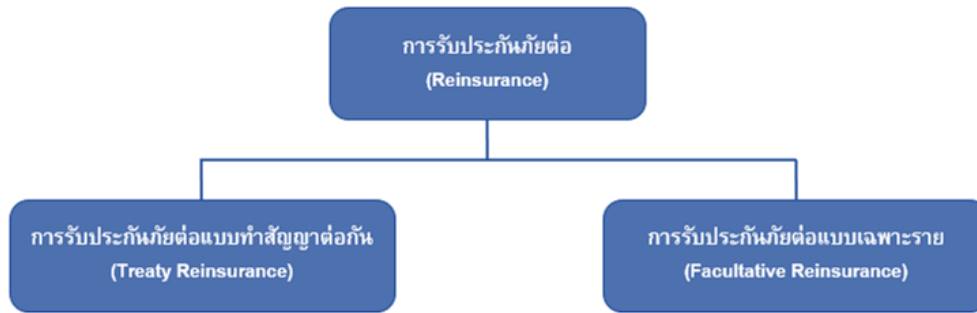 การรับประกันภัยต่อ
(Reinsurance)
การรับประกันภัยต่อแบบทำสัญญาต่อกัน
(Treaty Reinsurance)
การรับประกันภัยต่อแบบเฉพาะราย
(Facultative Reinsurance)